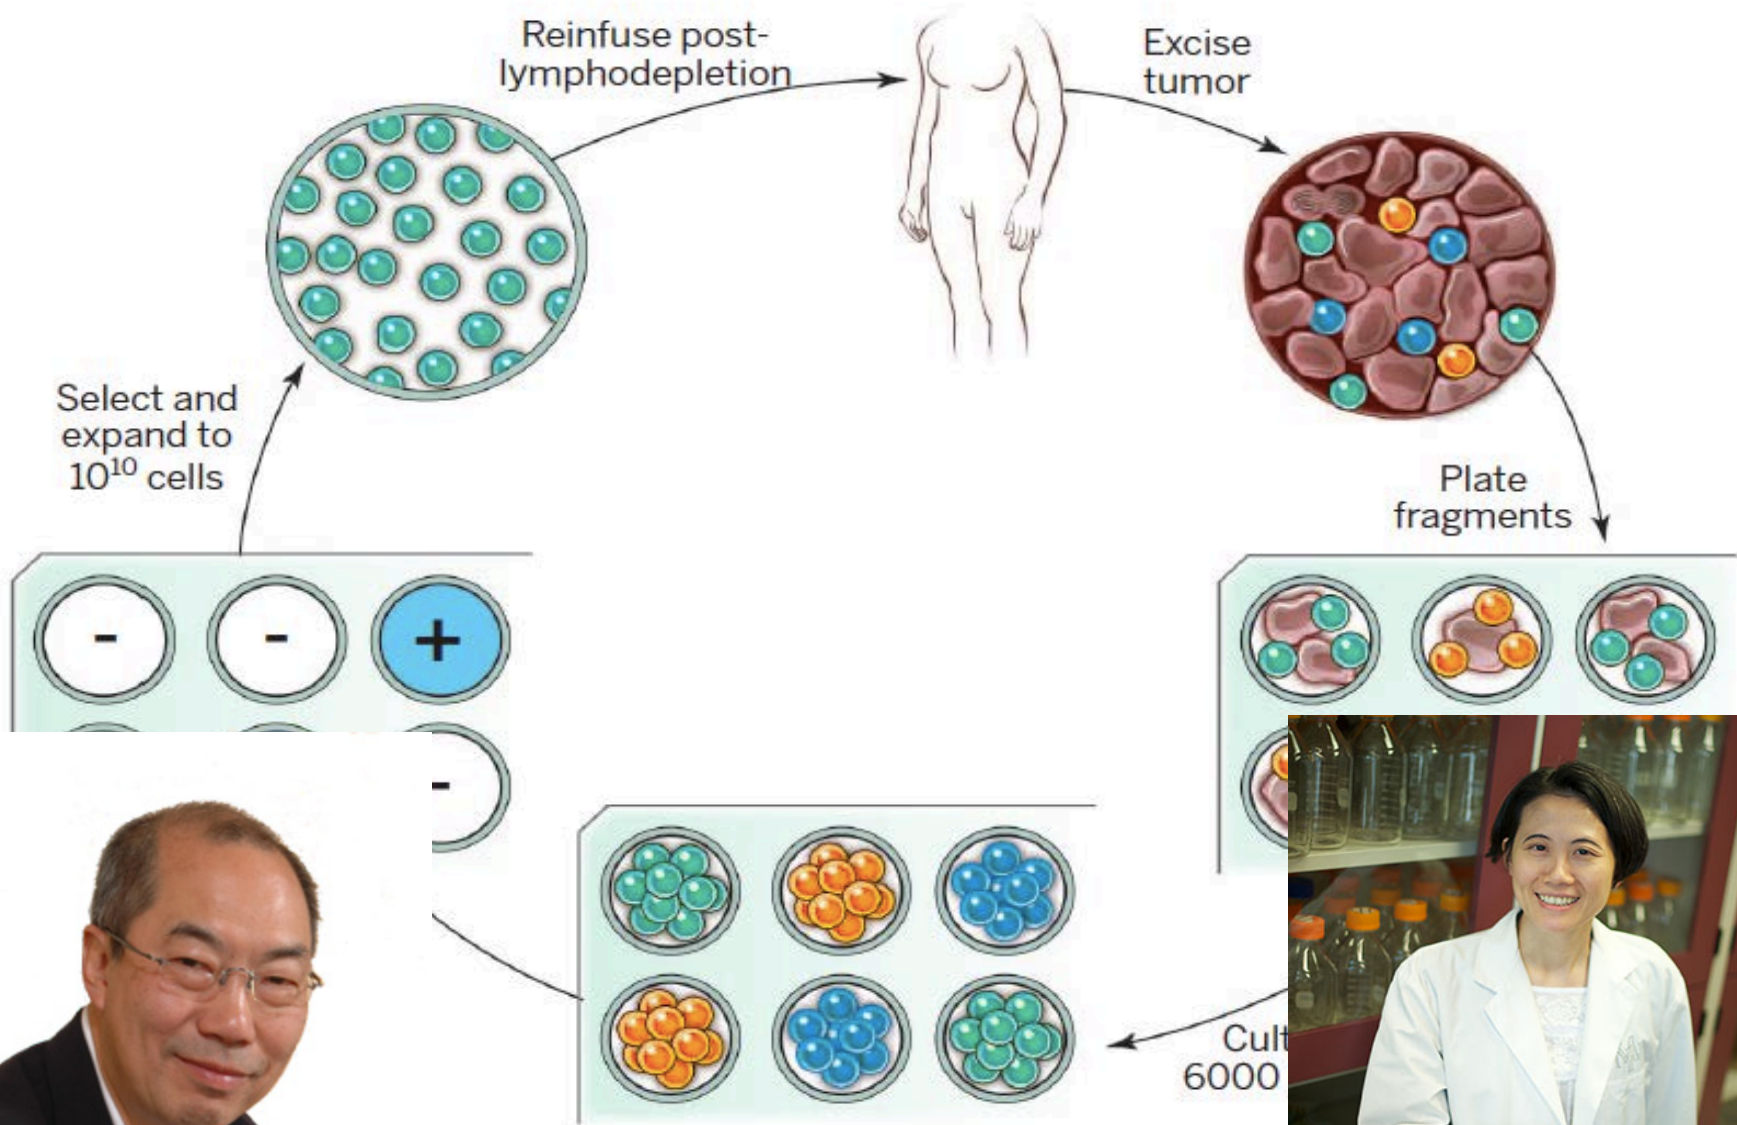 Reinfuse post-
lymphodepletion
Excise
tumor
Select and
expand to
10¹⁰ cells
Plate
fragments
-
-
+
-
6000